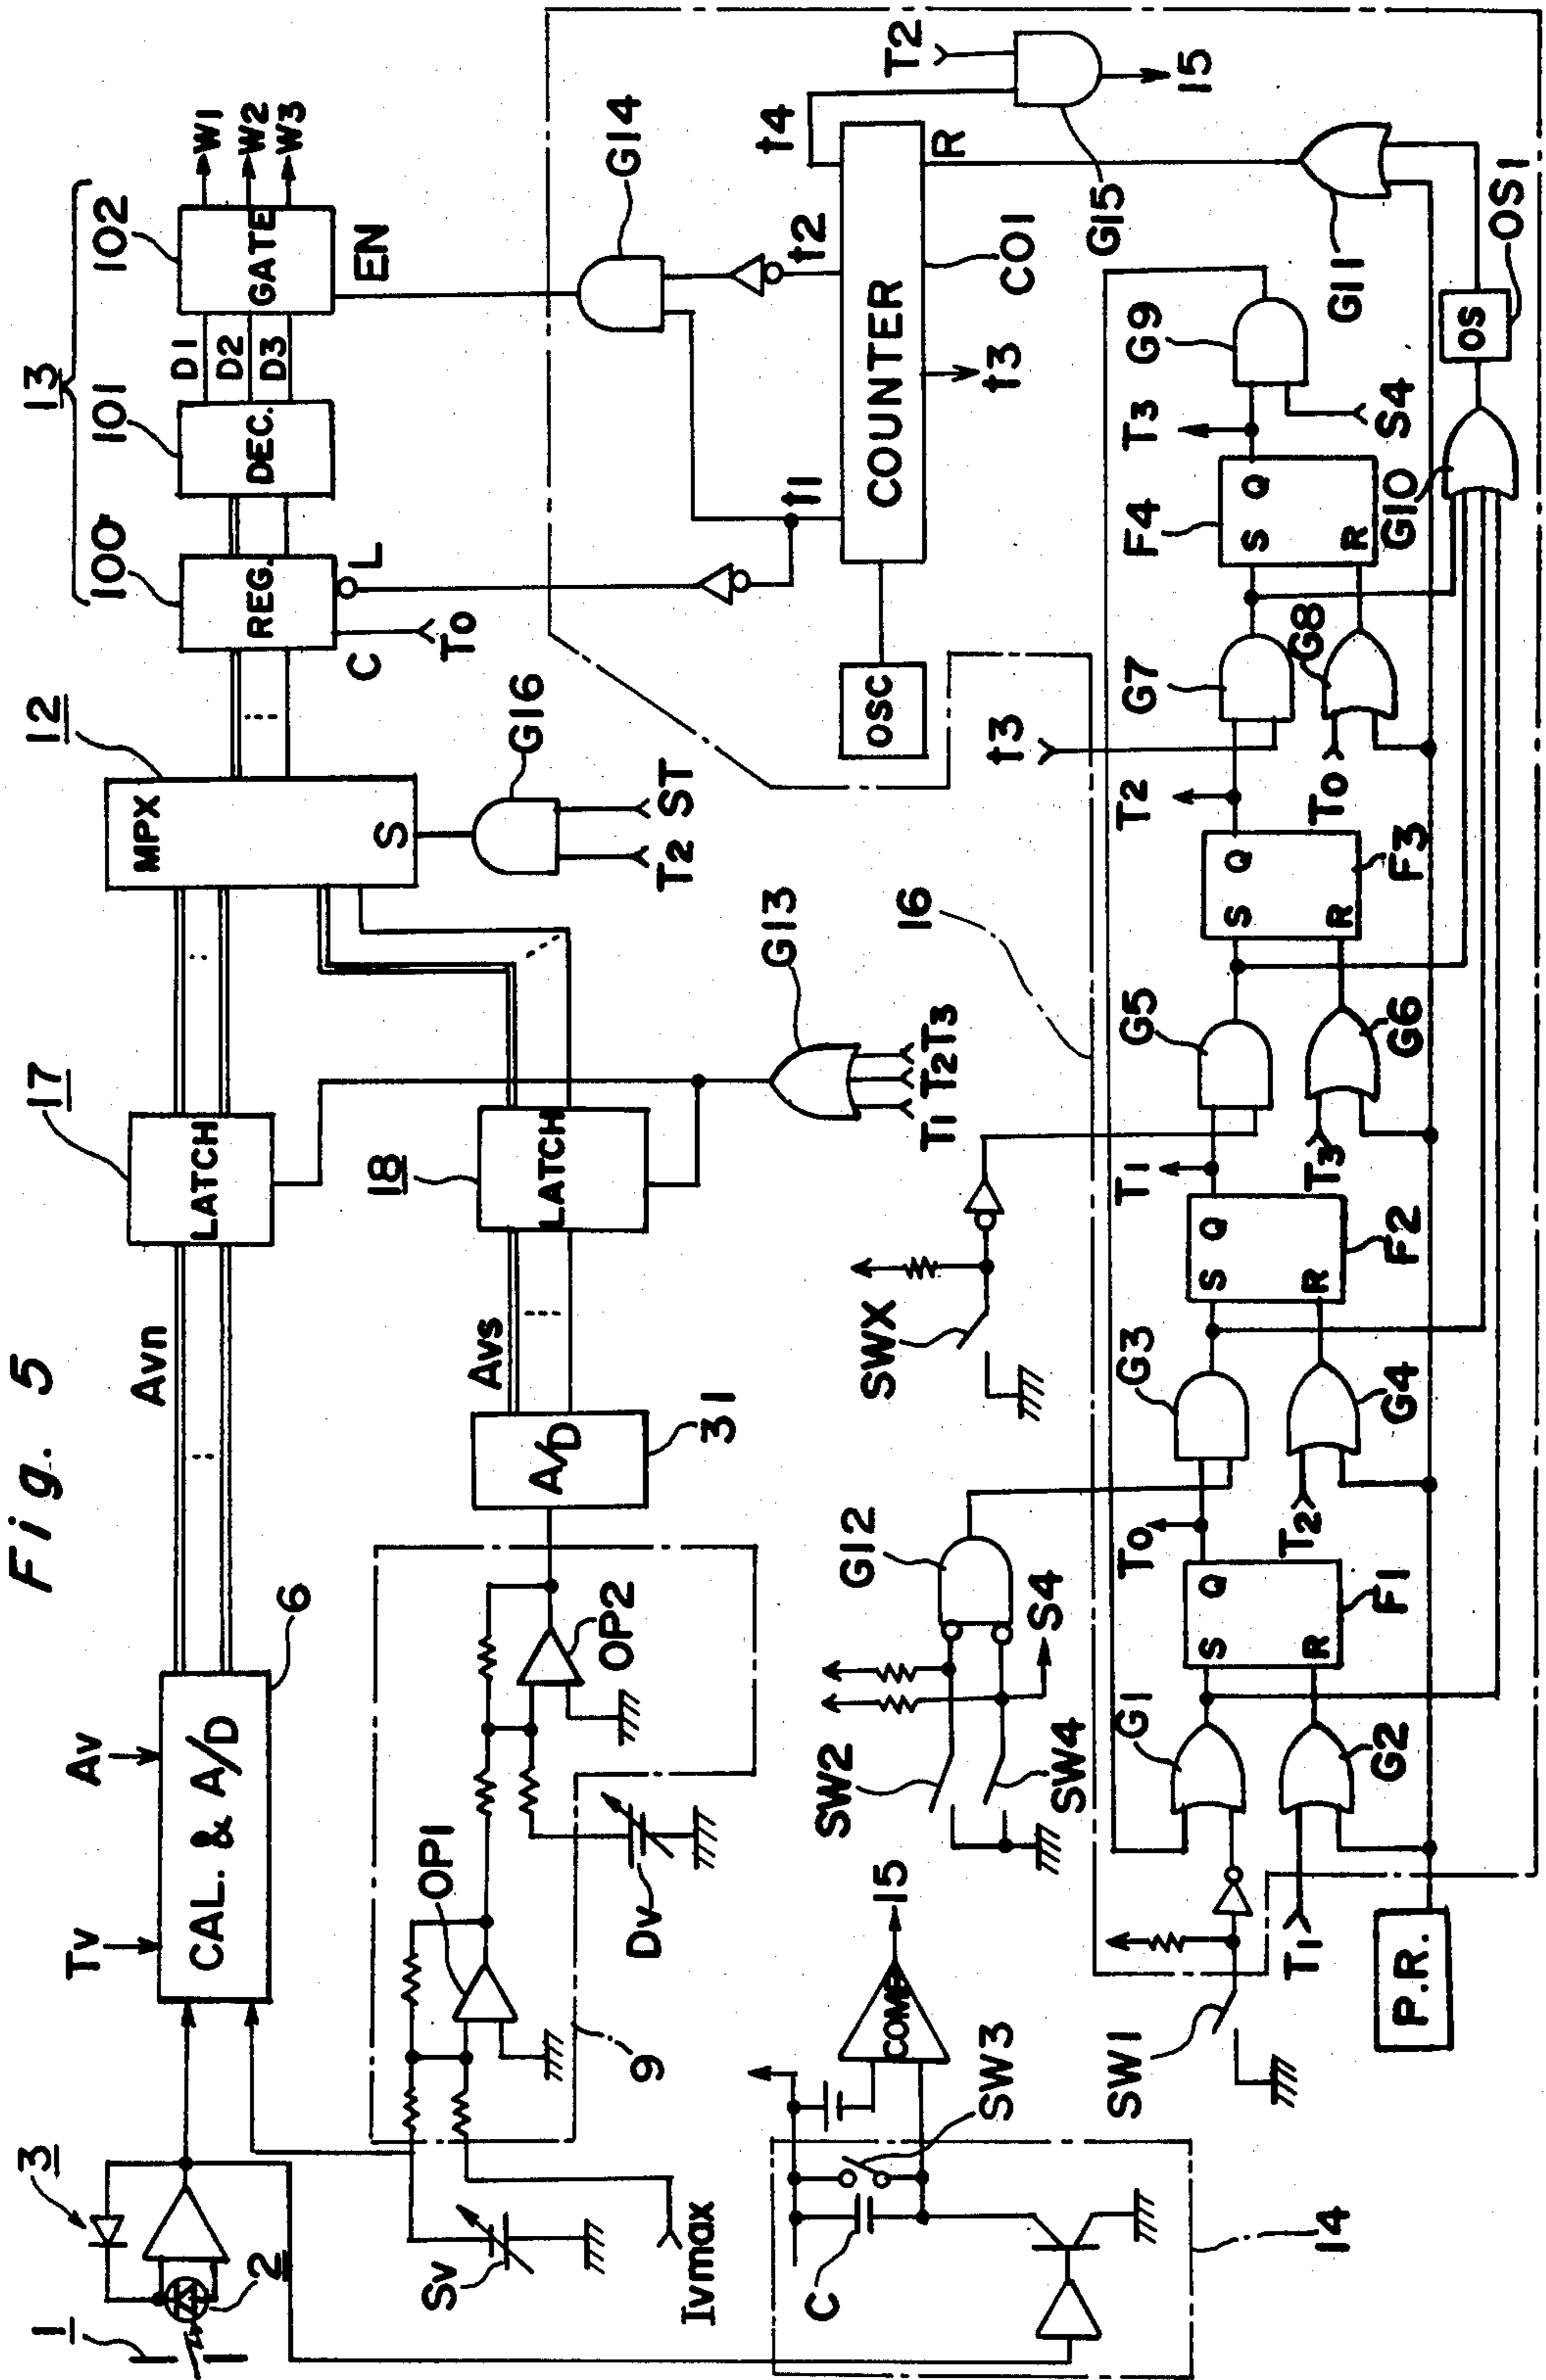 Fig. 5
1
2
3
Tv
Av
CAL. & A/D
6
Avn
17
LATCH
12
MPX
S
13
100
REG.
C
L
To
101
DEC.
D1
D2
D3
102
GATE
EN
W1
W2
W3
G16
T2
ST
G14
Sv
Ivmax
OP1
9
Dv
OP2
A/D
31
Avs
18
LATCH
G13
T1
T2
T3
16
OSC
COUNTER
t1
t2
t3
t4
R
CO1
T2
G15
15
C
SW3
14
COMP
15
SW2
SW4
G12
S4
SWX
SW1
P.R.
T1
G1
G2
F1
S
Q
R
To
T2
G3
G4
F2
S
Q
R
T1
T3
G5
G6
F3
S
Q
R
T2
t3
To
G7
G8
F4
S
Q
R
T3
S4
G9
G10
OS
OS1
G11